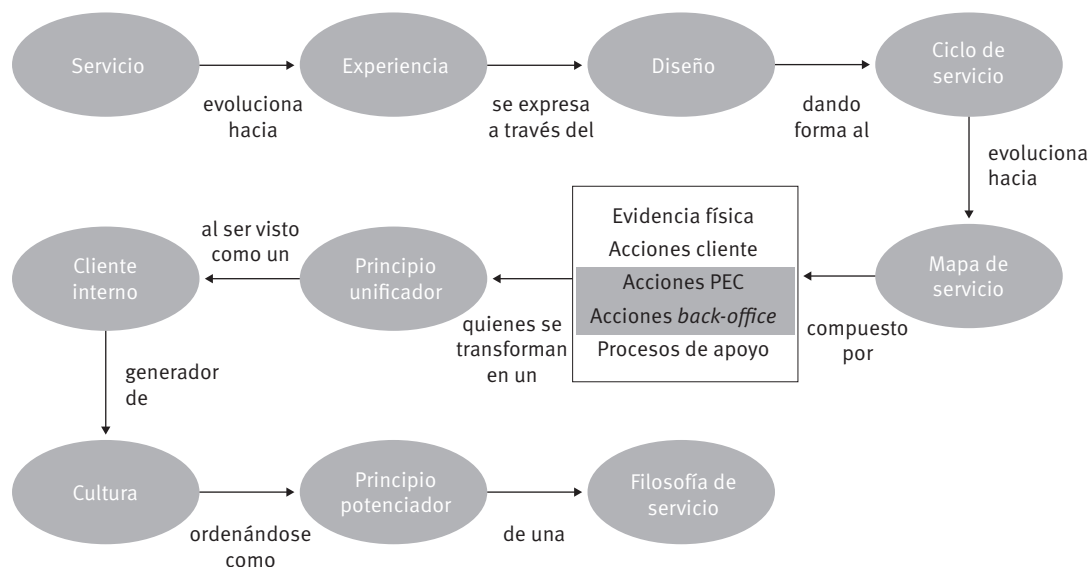 Servicio
evoluciona
hacia
Experiencia
se expresa
a través del
Diseño
dando
forma al
Ciclo de
servicio
evoluciona
hacia
Mapa de
servicio
compuesto
por
Evidencia física
Acciones cliente
Acciones PEC
Acciones back-office
Procesos de apoyo
quienes se
transforman
en un
Principio
unificador
al ser visto
como un
Cliente
interno
generador
de
Cultura
ordenándose
como
Principio
potenciador
de una
Filosofía de
servicio